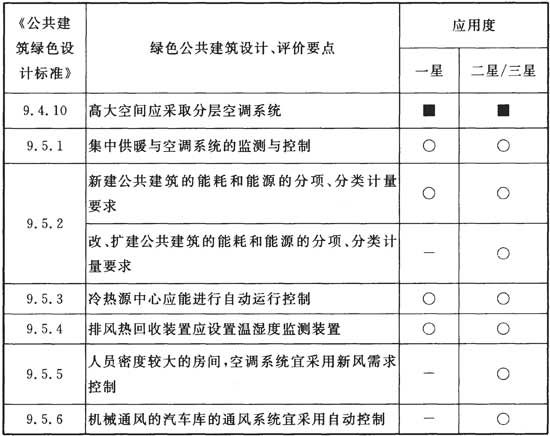 《公共建
筑绿色设
计标准》
绿色公共建筑设计、评价要点
应用度
一星
二星/三星
9.4.10
高大空间应采取分层空调系统
■
■
9.5.1
集中供暖与空调系统的监测与控制
○
○
9.5.2
新建公共建筑的能耗和能源的分项、分类计量
要求
○
○
改、扩建公共建筑的能耗和能源的分项、分类计
量要求
—
○
9.5.3
冷热源中心应能进行自动运行控制
○
○
9.5.4
排风热回收装置应设置温湿度监测装置
○
○
9.5.5
人员密度较大的房间,空调系统宜采用新风需求
控制
—
○
9.5.6
机械通风的汽车库的通风系统宜采用自动控制
—
○